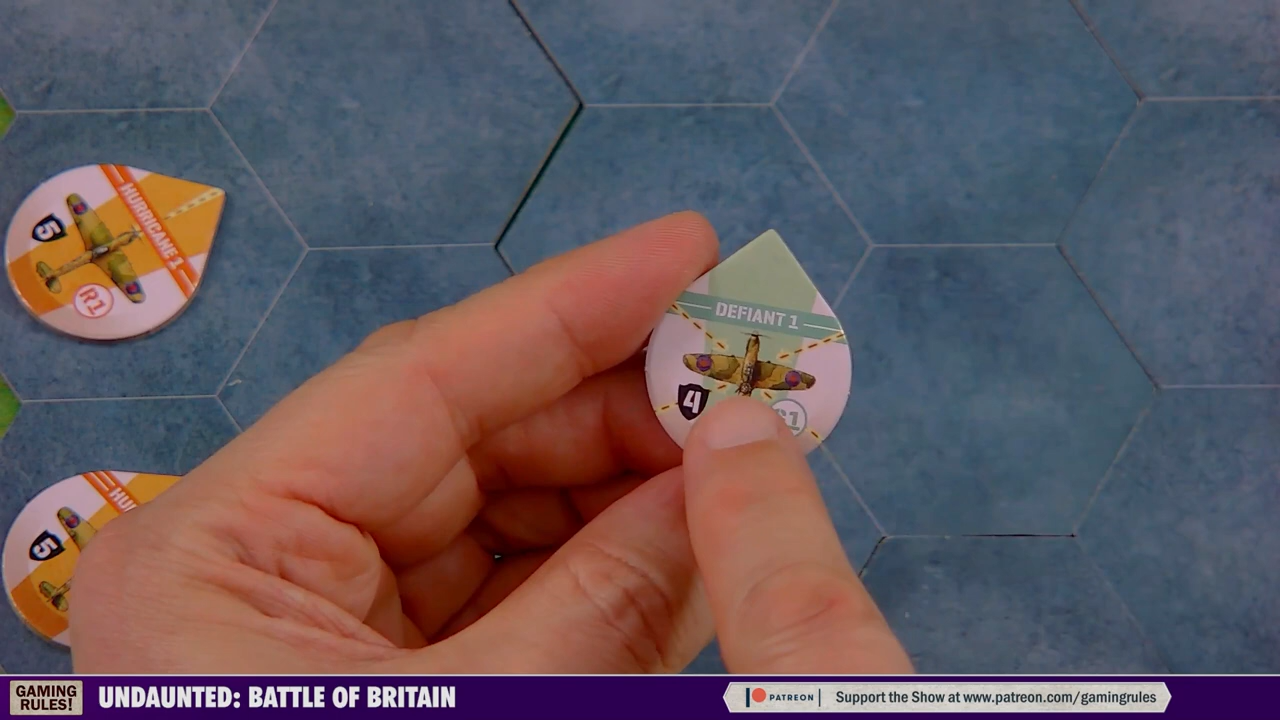 HURRICANE 1
5
R1
DEFIANT 1
4
5
GAMING
RULES!
UNDAUNTED: BATTLE OF BRITAIN
PATREON
Support the Show at www.patreon.com/gamingrules